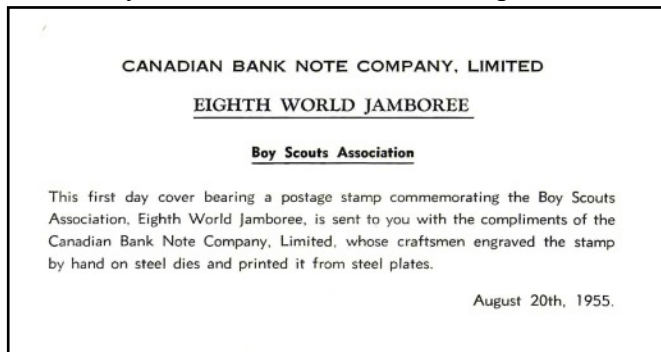 CANADIAN BANK NOTE COMPANY, LIMITED
EIGHTH WORLD JAMBOREE
Boy Scouts Association
This first day cover bearing a postage stamp commemorating the Boy Scouts
Association, Eighth World Jamboree, is sent to you with the compliments of the
Canadian Bank Note Company, Limited, whose craftsmen engraved the stamp
by hand on steel dies and printed it from steel plates.
August 20th, 1955.